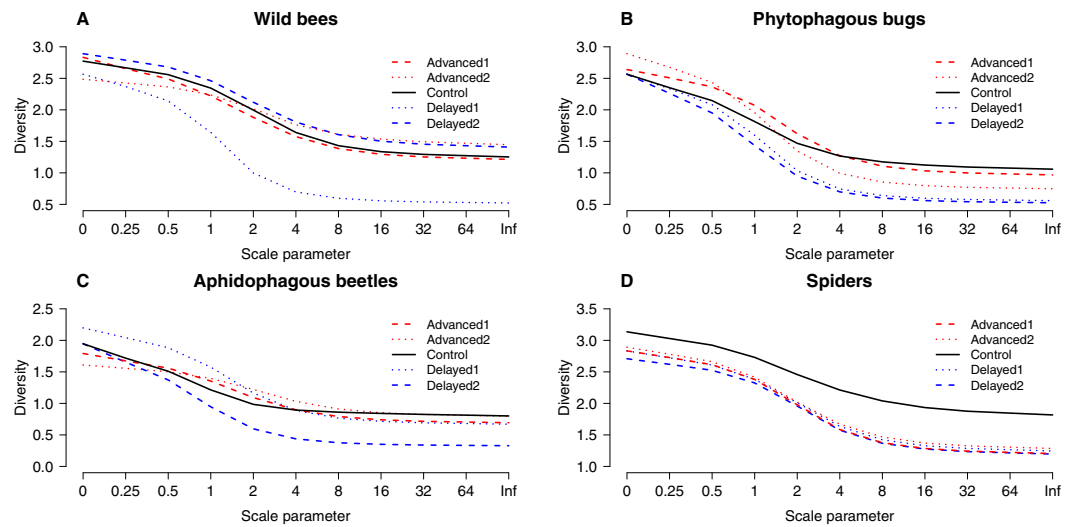 A Wild bees
3.0
2.5
2.0
1.5
1.0
0.5
Diversity
Advanced1
Advanced2
Control
Delayed1
Delayed2
0 0.25 0.5 1 2 4 8 16 32 64 Inf
Scale parameter
B Phytophagous bugs
3.0
2.5
2.0
1.5
1.0
0.5
Diversity
Advanced1
Advanced2
Control
Delayed1
Delayed2
0 0.25 0.5 1 2 4 8 16 32 64 Inf
Scale parameter
C Aphidophagous beetles
2.5
2.0
1.5
1.0
0.5
0.0
Diversity
Advanced1
Advanced2
Control
Delayed1
Delayed2
0 0.25 0.5 1 2 4 8 16 32 64 Inf
Scale parameter
D Spiders
3.5
3.0
2.5
2.0
1.5
1.0
Diversity
Advanced1
Advanced2
Control
Delayed1
Delayed2
0 0.25 0.5 1 2 4 8 16 32 64 Inf
Scale parameter